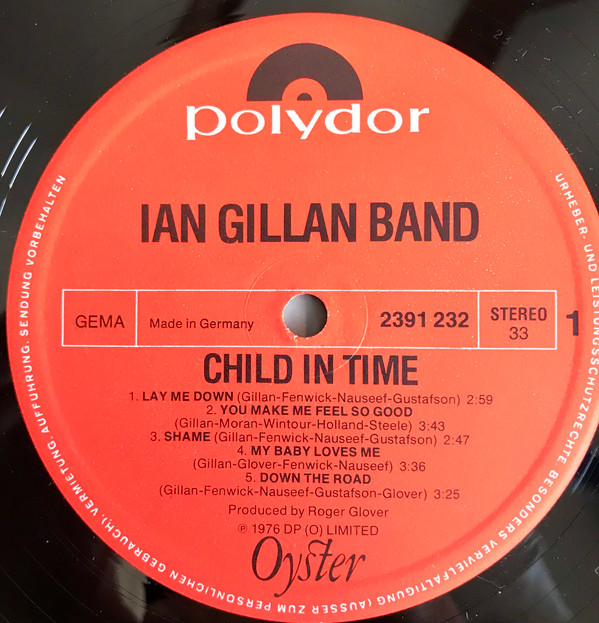 polydor
IAN GILLAN BAND
GEMA
Made in Germany
2391 232
STEREO
33
1
CHILD IN TIME
1. LAY ME DOWN (Gillan-Fenwick-Nauseef-Gustafson) 2:59
2. YOU MAKE ME FEEL SO GOOD
(Gillan-Moran-Wintour-Holland-Steele) 3:43
3. SHAME (Gillan-Fenwick-Nauseef-Gustafson) 2:47
4. MY BABY LOVES ME
(Gillan-Glover-Fenwick-Nauseef) 3:36
5. DOWN THE ROAD
(Gillan-Fenwick-Nauseef-Gustafson-Glover) 3:25
Produced by Roger Glover
℗ 1976 DP (O) LIMITED
Oyster
URHEBER- UND LEISTUNGSSCHUTZRECHTE BESONDERS VERVIELFÄLTIGUNG (AUSSER ZUM PERSÖNLICHEN GEBRAUCH), VERMIETUNG, AUFFÜHRUNG, SENDUNG VORBEHALTEN